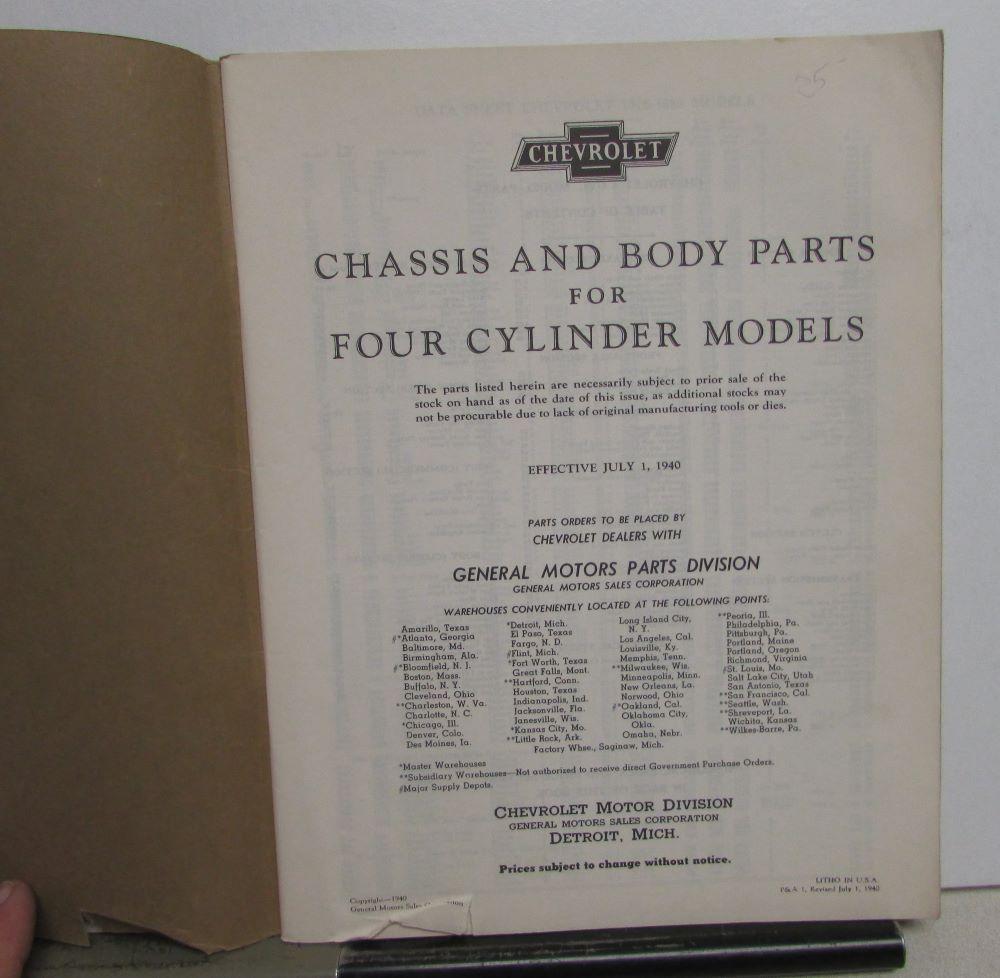 25
CHEVROLET
CHASSIS AND BODY PARTS
FOR
FOUR CYLINDER MODELS
The parts listed herein are necessarily subject to prior sale of the
stock on hand as of the date of this issue, as additional stocks may
not be procurable due to lack of original manufacturing tools or dies.
EFFECTIVE JULY 1, 1940
PARTS ORDERS TO BE PLACED BY
CHEVROLET DEALERS WITH
GENERAL MOTORS PARTS DIVISION
GENERAL MOTORS SALES CORPORATION
WAREHOUSES CONVENIENTLY LOCATED AT THE FOLLOWING POINTS:
Amarillo, Texas
#*Atlanta, Georgia
Baltimore, Md.
Birmingham, Ala.
#*Bloomfield, N. J.
Boston, Mass.
Buffalo, N. Y.
Cleveland, Ohio
**Charleston, W. Va.
Charlotte, N. C.
*Chicago, Ill.
Denver, Colo.
Des Moines, Ia.
*Detroit, Mich.
El Paso, Texas
Fargo, N. D.
#Flint, Mich.
*Fort Worth, Texas
Great Falls, Mont.
**Hartford, Conn.
Houston, Texas
Indianapolis, Ind.
Jacksonville, Fla.
Janesville, Wis.
*Kansas City, Mo.
**Little Rock, Ark.
Long Island City,
N. Y.
Los Angeles, Cal.
Louisville, Ky.
Memphis, Tenn.
**Milwaukee, Wis.
Minneapolis, Minn.
New Orleans, La.
Norwood, Ohio
#*Oakland, Cal.
Oklahoma City,
Okla.
Omaha, Nebr.
**Peoria, Ill.
Philadelphia, Pa.
Pittsburgh, Pa.
Portland, Maine
Portland, Oregon
Richmond, Virginia
#St. Louis, Mo.
Salt Lake City, Utah
San Antonio, Texas
**San Francisco, Cal.
**Seattle, Wash.
**Shreveport, La.
Wichita, Kansas
**Wilkes-Barre, Pa.
Factory Whse., Saginaw, Mich.
*Master Warehouses
**Subsidiary Warehouses—Not authorized to receive direct Government Purchase Orders.
#Major Supply Depots.
CHEVROLET MOTOR DIVISION
GENERAL MOTORS SALES CORPORATION
DETROIT, MICH.
Prices subject to change without notice.
Copyright—1940
General Motors Sales
LITHO IN U.S.A.
P&A 1, Revised July 1, 1940